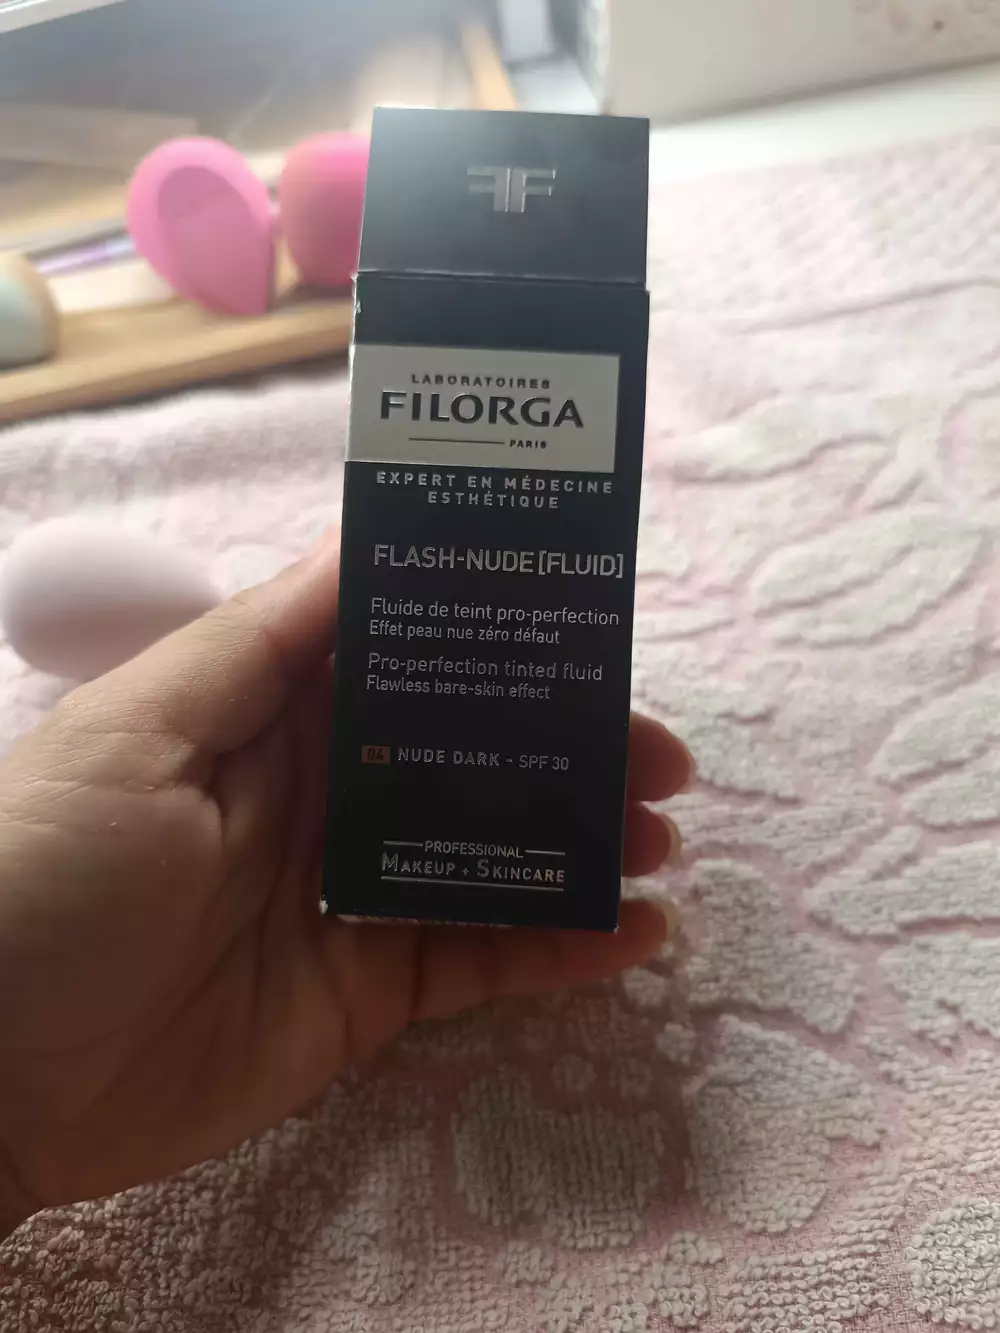 LABORATOIRES
FILORGA
PARIS
EXPERT EN MÉDECINE
ESTHÉTIQUE
FLASH-NUDE [FLUID]
Fluide de teint pro-perfection
Effet peau nue zéro défaut
Pro-perfection tinted fluid
Flawless bare-skin effect
04 NUDE DARK - SPF 30
PROFESSIONAL
MAKEUP + SKINCARE